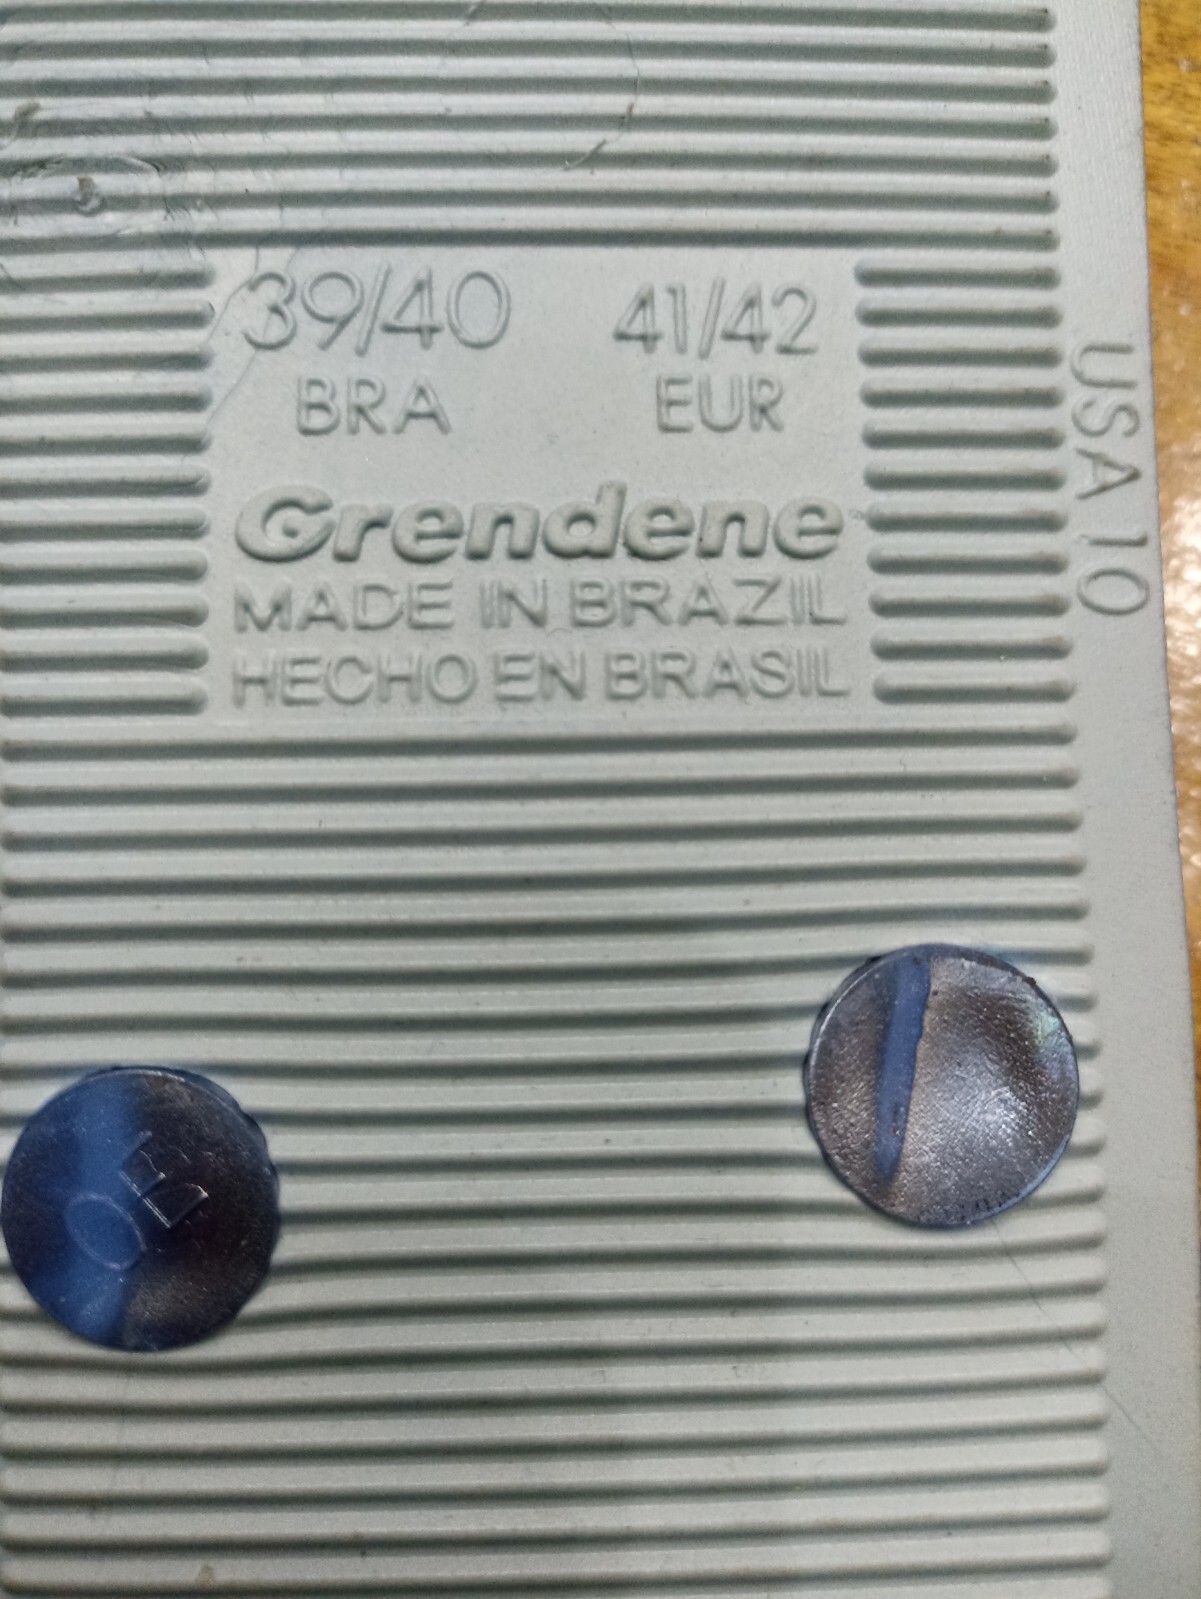 39/40 41/42
BRA EUR
Grendene
MADE IN BRAZIL
HECHO EN BRASIL
USA 10